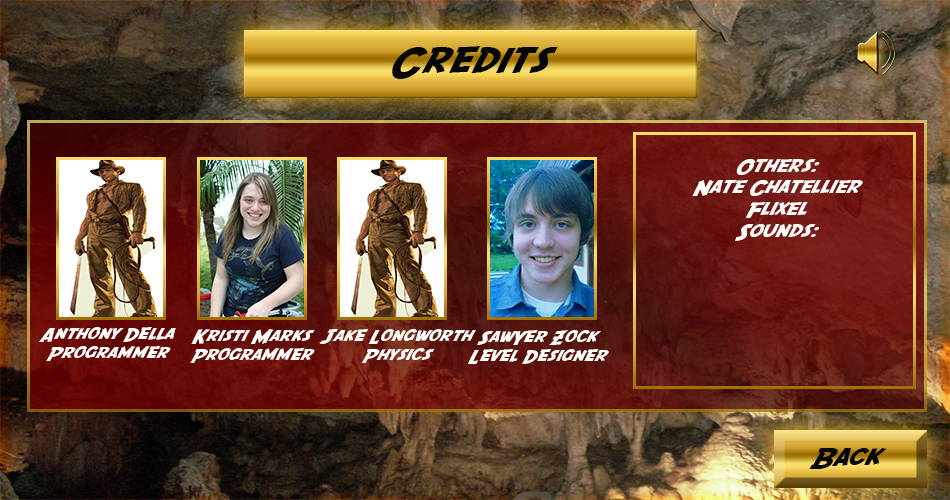 Credits
Anthony Della
Programmer
Kristi Marks
Programmer
Jake Longworth
Physics
Sawyer Zock
Level Designer
Others:
Nate Chatellier
Flixel
Sounds:
Back